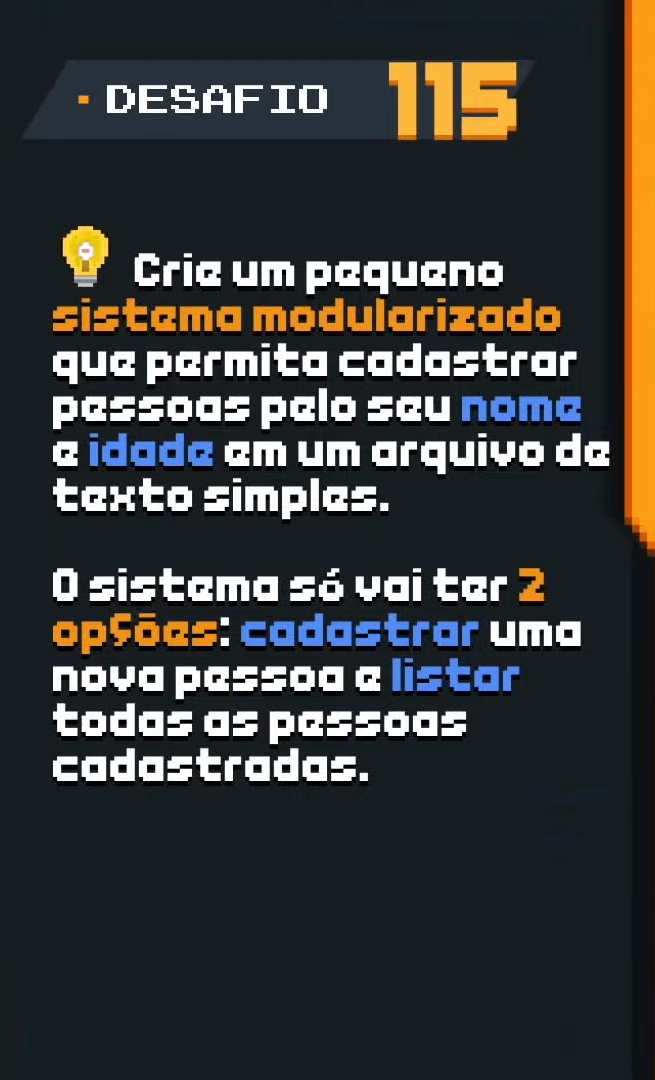 DESAFIO 115
Crie um pequeno
sistema modularizado
que permita cadastrar
pessoas pelo seu nome
e idade em um arquivo de
texto simples.
O sistema só vai ter 2
opções: cadastrar uma
nova pessoa e listar
todas as pessoas
cadastradas.